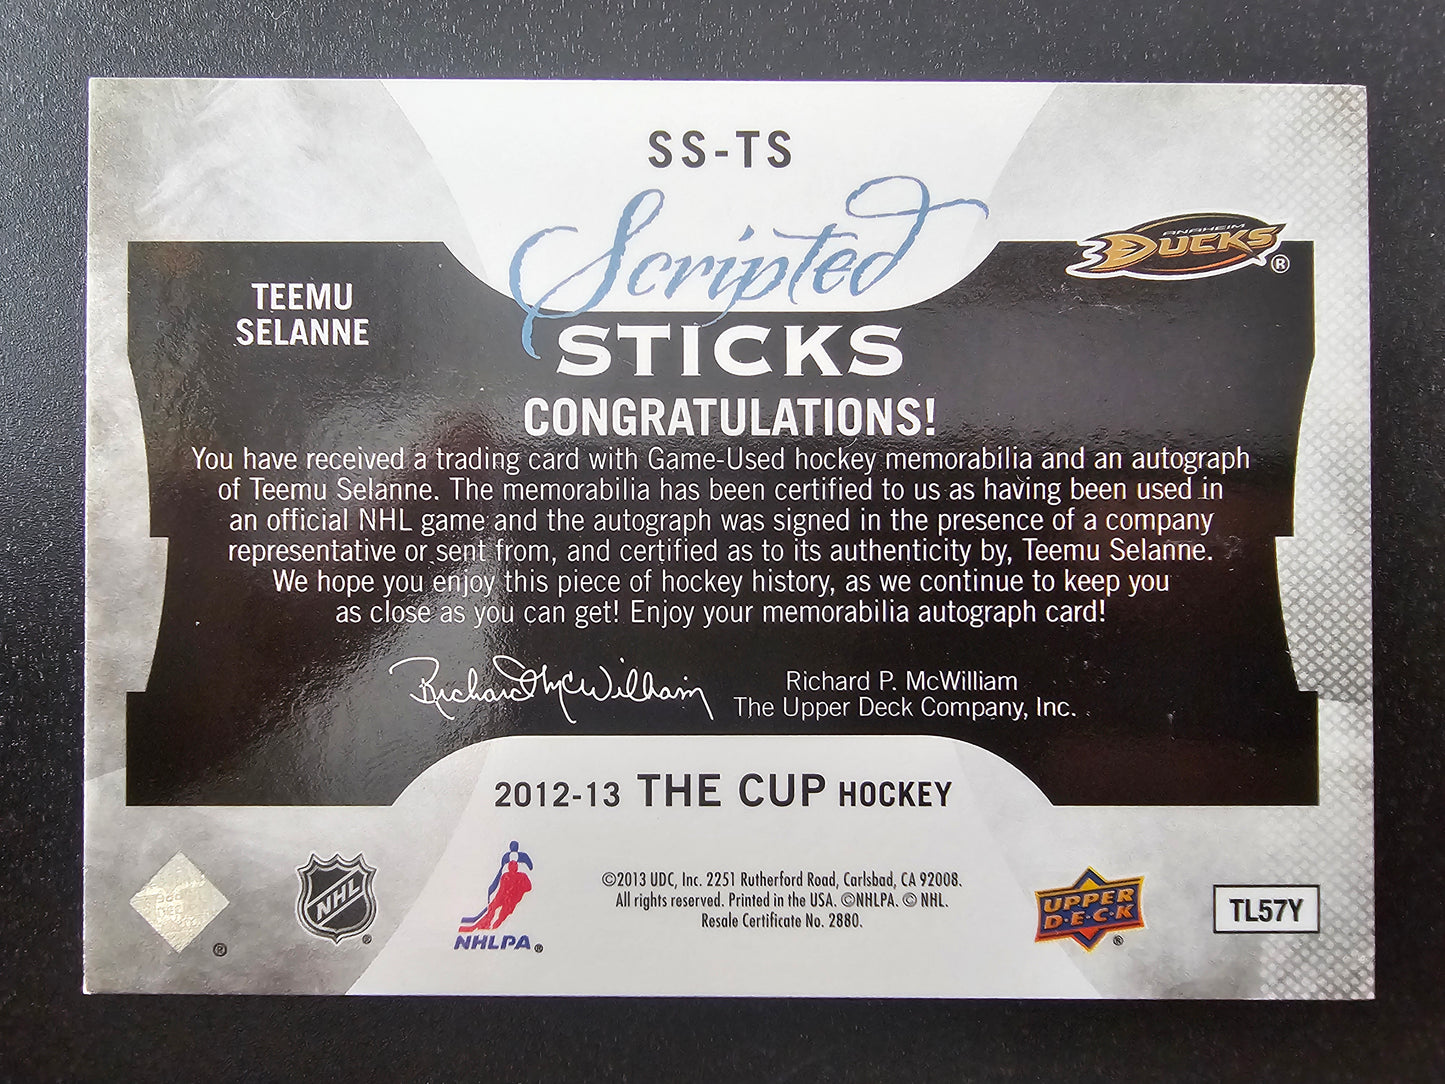 SS-TS
Scripted
STICKS
ANAHEIM
DUCKS
®
TEEMU
SELANNE
CONGRATULATIONS!
You have received a trading card with Game-Used hockey memorabilia and an autograph
of Teemu Selanne. The memorabilia has been certified to us as having been used in
an official NHL game and the autograph was signed in the presence of a company
representative or sent from, and certified as to its authenticity by, Teemu Selanne.
We hope you enjoy this piece of hockey history, as we continue to keep you
as close as you can get! Enjoy your memorabilia autograph card!
Richard McWilliam
Richard P. McWilliam
The Upper Deck Company, Inc.
2012-13 THE CUP HOCKEY
®
NHL
®
NHLPA®
©2013 UDC, Inc. 2251 Rutherford Road, Carlsbad, CA 92008.
All rights reserved. Printed in the USA. ©NHLPA. © NHL.
Resale Certificate No. 2880.
UPPER
D·E·C·K
®
TL57Y